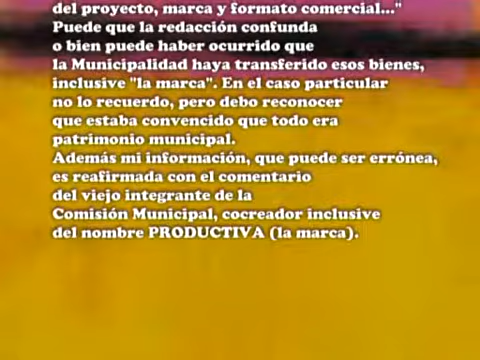 del proyecto, marca y formato comercial..."
Puede que la redacción confunda
o bien puede haber ocurrido que
la Municipalidad haya transferido esos bienes,
inclusive "la marca". En el caso particular
no lo recuerdo, pero debo reconocer
que estaba convencido que todo era
patrimonio municipal.
Además mi información, que puede ser errónea,
es reafirmada con el comentario
del viejo integrante de la
Comisión Municipal, cocreador inclusive
del nombre PRODUCTIVA (la marca).